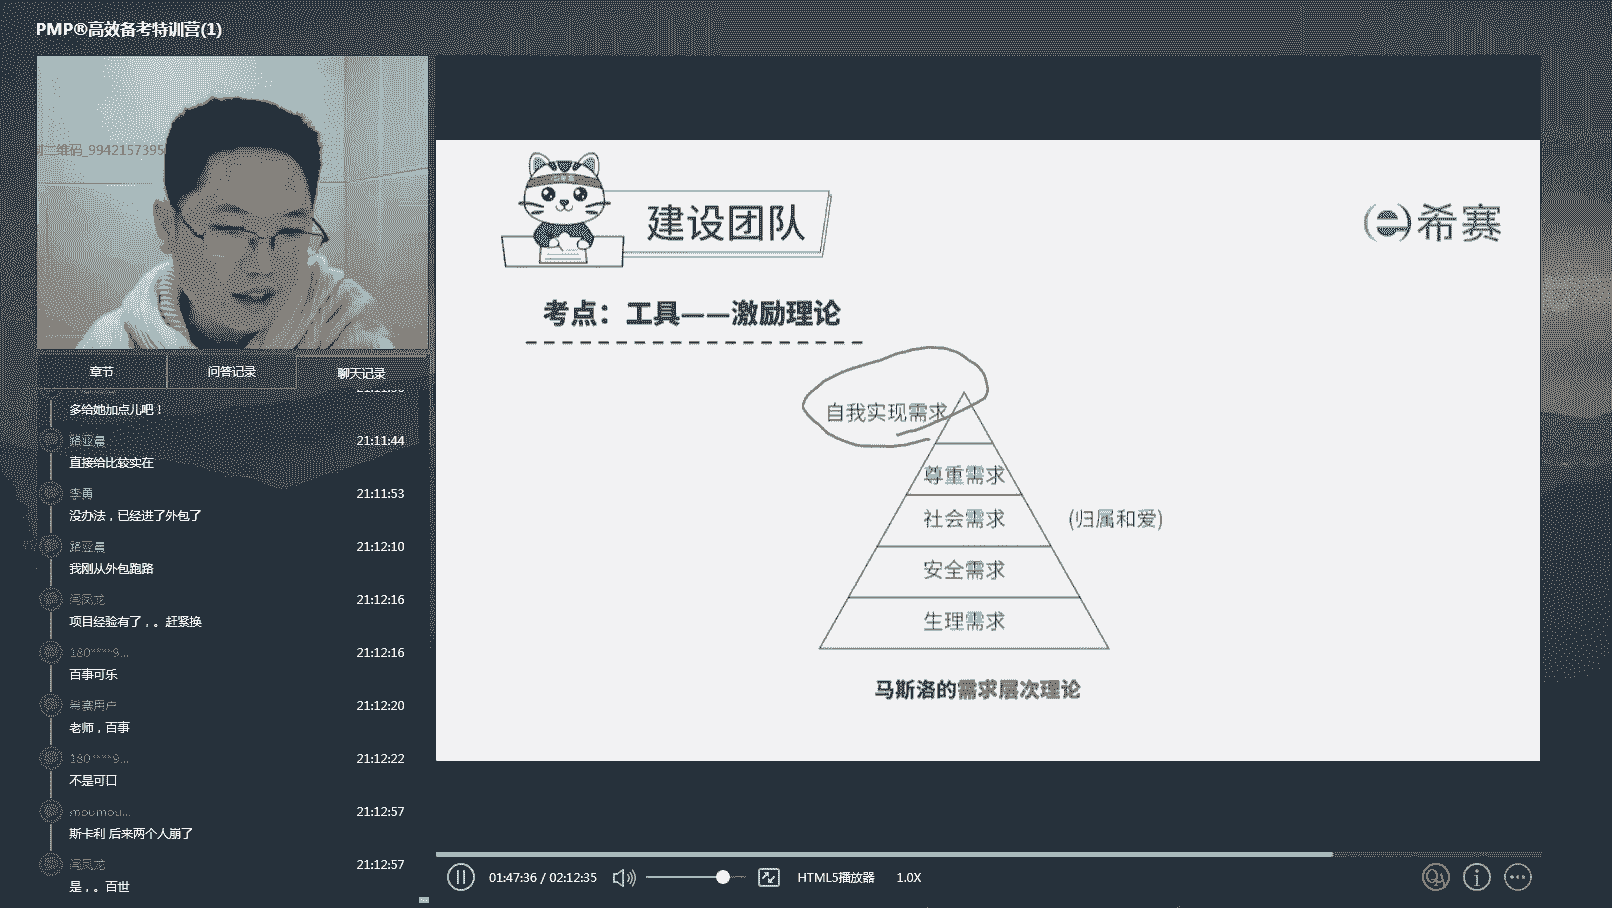 PMP®高效备考特训营(1)
二维码_9942157395
章节
问答记录
聊天记录
多给她加点儿吧！
路亚晨
21:11:44
直接给比较实在
李勇
21:11:53
没办法，已经进了外包了
路亚晨
21:12:10
我刚从外包跑路
闫凤龙
21:12:16
项目经验有了，。赶紧换
180****9...
21:12:16
百事可乐
希赛用户
21:12:20
老师，百事
180****9...
21:12:22
不是可口
moumou...
21:12:57
斯卡利 后来两个人崩了
闫凤龙
21:12:57
是，。百世
建设团队
希赛
考点：工具——激励理论
自我实现需求
尊重需求
社会需求
(归属和爱)
安全需求
生理需求
马斯洛的需求层次理论
01:47:36 / 02:12:35
HTML5播放器
1.0X